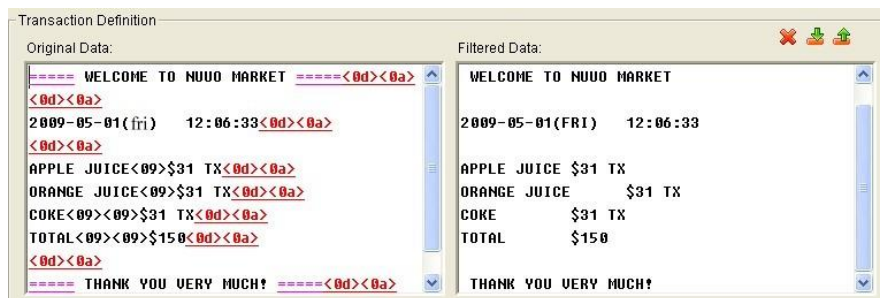 Transaction Definition
Original Data:
===== WELCOME TO NUUO MARKET =====<0d><0a>
<0d><0a>
2009-05-01(fri) 12:06:33<0d><0a>
<0d><0a>
APPLE JUICE<09>$31 TX<0d><0a>
ORANGE JUICE<09>$31 TX<0d><0a>
COKE<09><09>$31 TX<0d><0a>
TOTAL<09><09>$150<0d><0a>
<0d><0a>
===== THANK YOU VERY MUCH! =====<0d><0a>
Filtered Data:
WELCOME TO NUUO MARKET
2009-05-01(FRI) 12:06:33
APPLE JUICE $31 TX
ORANGE JUICE $31 TX
COKE $31 TX
TOTAL $150
THANK YOU VERY MUCH!